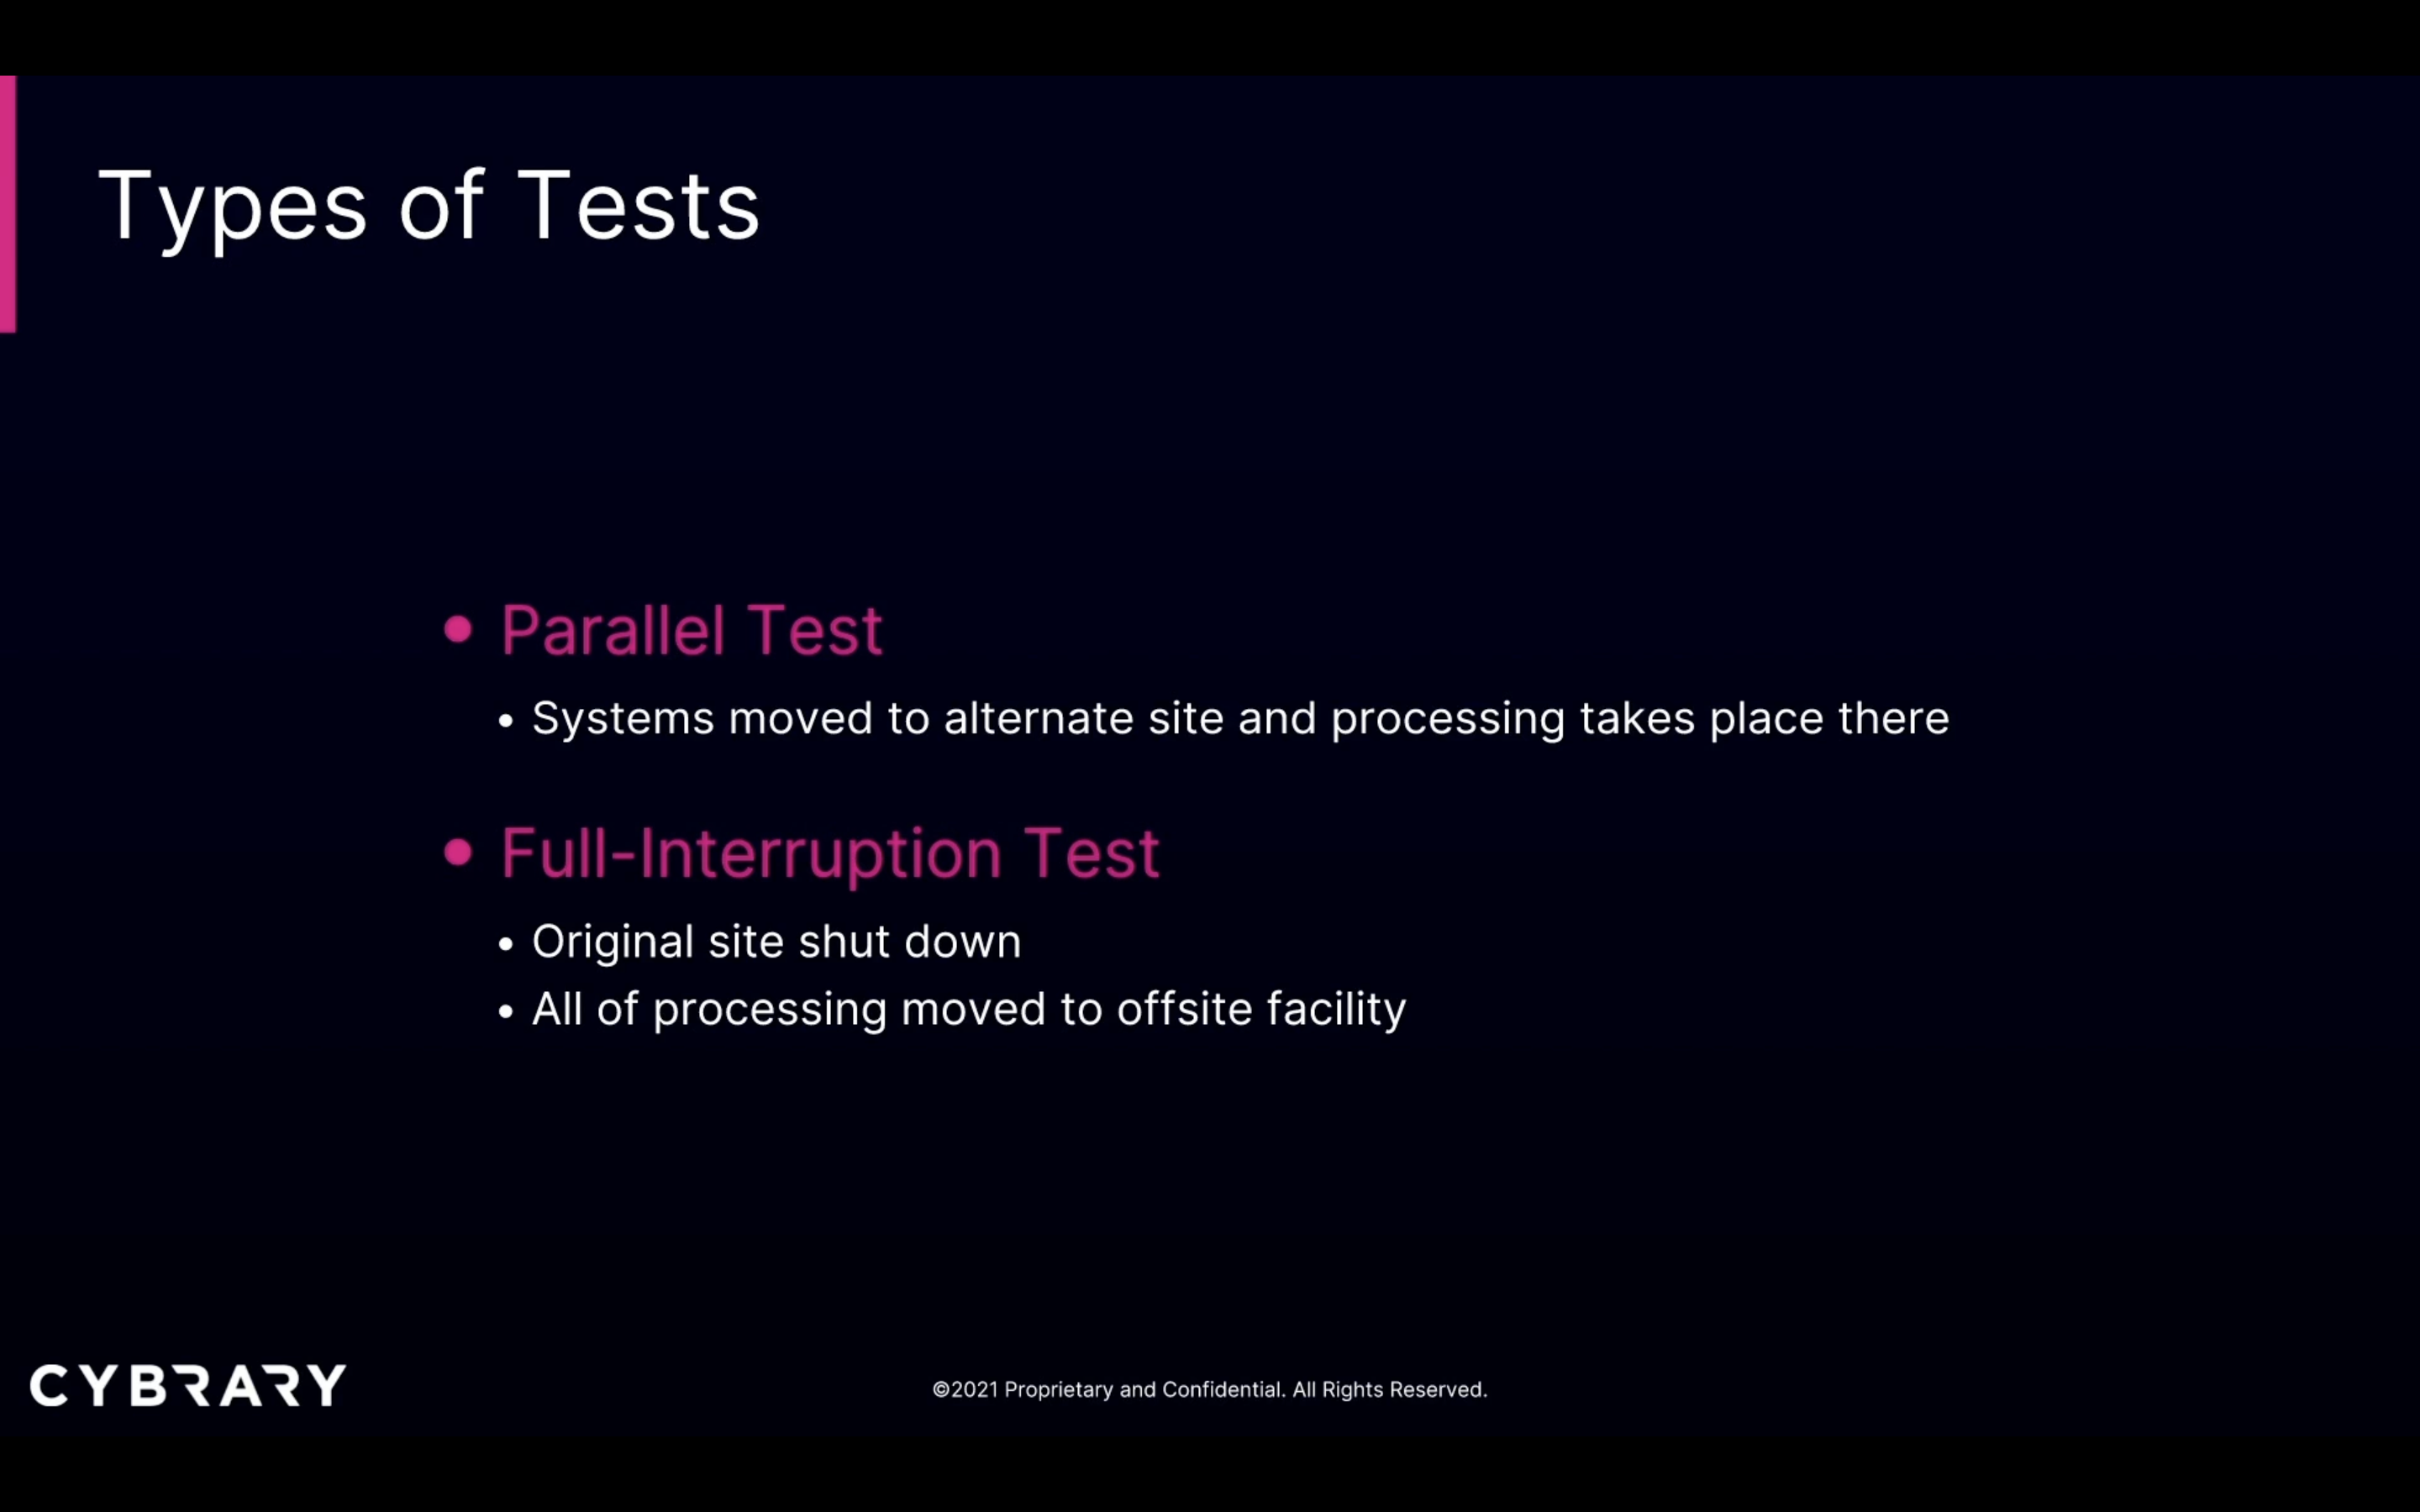 Types of Tests
• Parallel Test
• Systems moved to alternate site and processing takes place there
• Full-Interruption Test
• Original site shut down
• All of processing moved to offsite facility
CYBRARY
©2021 Proprietary and Confidential. All Rights Reserved.